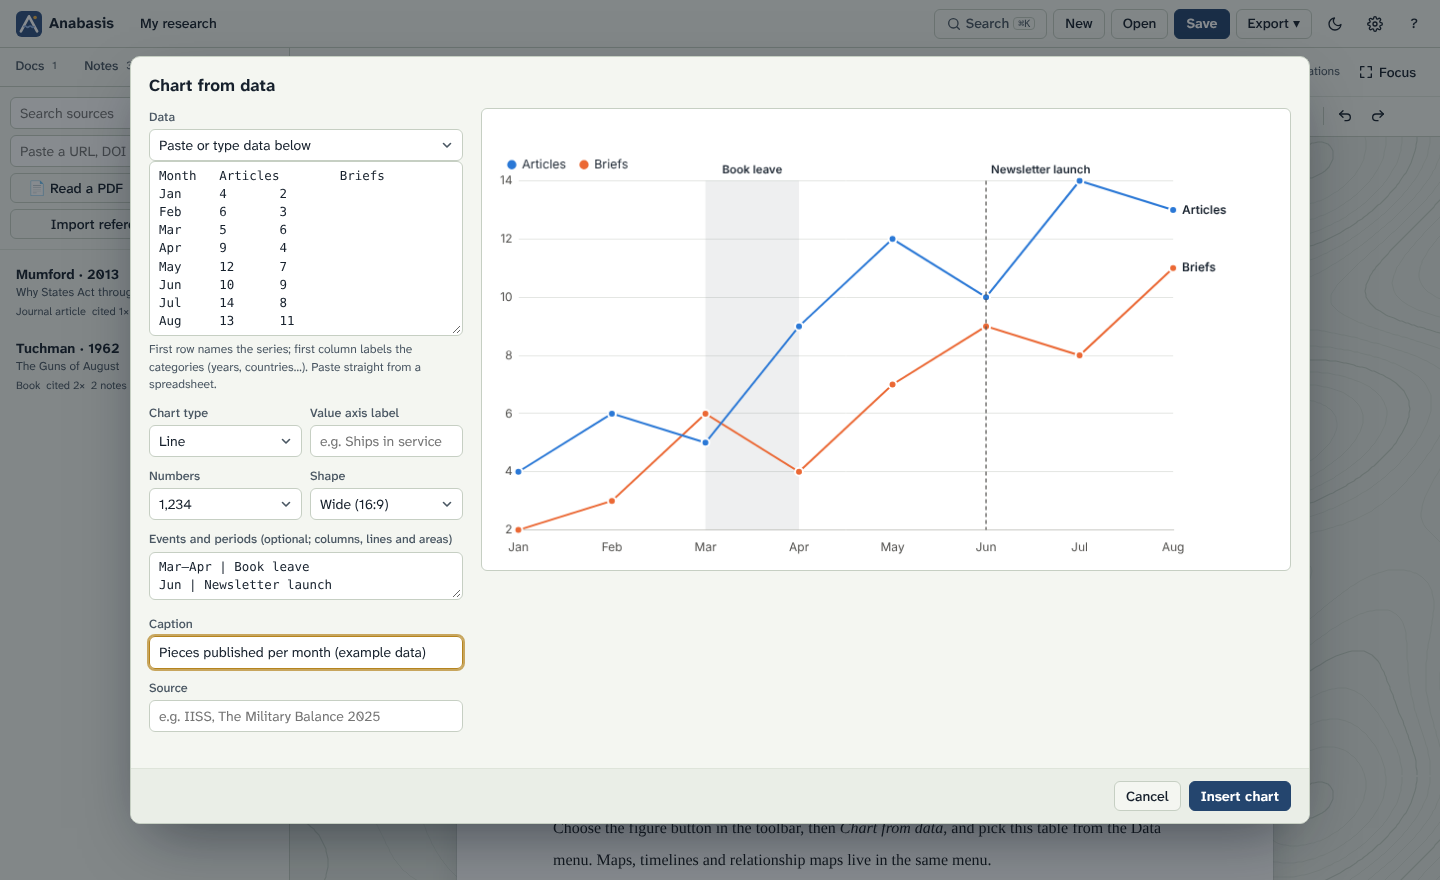 Anabasis
My research
Search ⌘K
New
Open
Save
Export ▾
?
Docs 1
Notes
Search sources
Paste a URL, DOI
Read a PDF
Import refere
Mumford · 2013
Why States Act throug
Journal article cited 1×
Tuchman · 1962
The Guns of August
Book cited 2× 2 notes
ations
Focus
Chart from data
Data
Paste or type data below
Month Articles Briefs
Jan 4 2
Feb 6 3
Mar 5 6
Apr 9 4
May 12 7
Jun 10 9
Jul 14 8
Aug 13 11
First row names the series; first column labels the
categories (years, countries…). Paste straight from a
spreadsheet.
Chart type
Value axis label
Line
e.g. Ships in service
Numbers
Shape
1,234
Wide (16:9)
Events and periods (optional; columns, lines and areas)
Mar–Apr | Book leave
Jun | Newsletter launch
Caption
Pieces published per month (example data)
Source
e.g. IISS, The Military Balance 2025
Articles
Briefs
Book leave
Newsletter launch
14
12
10
8
6
4
2
Articles
Briefs
Jan
Feb
Mar
Apr
May
Jun
Jul
Aug
Cancel
Insert chart
Choose the figure button in the toolbar, then Chart from data, and pick this table from the Data
menu. Maps, timelines and relationship maps live in the same menu.